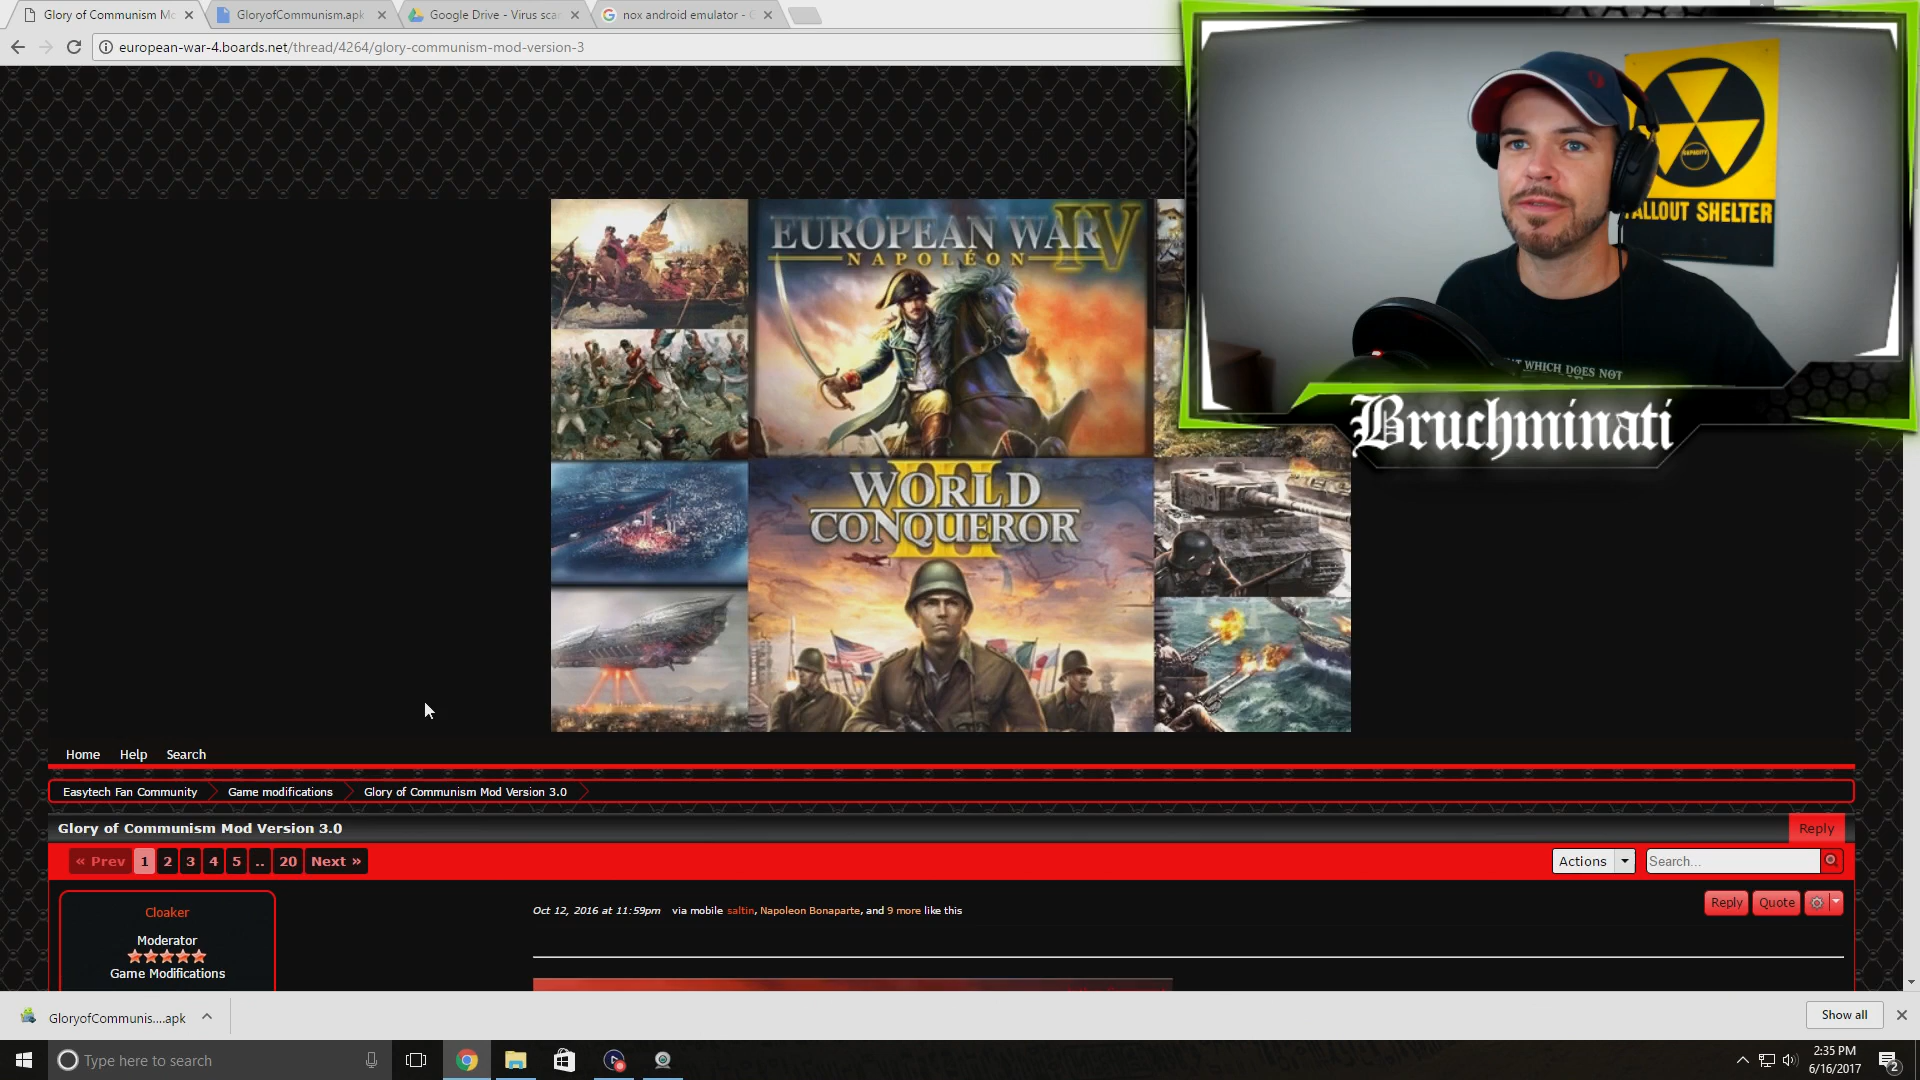 Glory of Communism Mo
GloryofCommunism.apk
Google Drive - Virus scan
nox android emulator - G
european-war-4.boards.net/thread/4264/glory-communism-mod-version-3
EUROPEAN WAR IV
NAPOLÉON
WORLD
CONQUEROR
III
CAPACITY
FALLOUT SHELTER
WHICH DOES NOT
Bruchminati
Home Help Search
Easytech Fan Community Game modifications Glory of Communism Mod Version 3.0
Glory of Communism Mod Version 3.0
Reply
« Prev 1 2 3 4 5 .. 20 Next »
Actions
Search...
Cloaker
Moderator
Game Modifications
Oct 12, 2016 at 11:59pm via mobile saltin, Napoleon Bonaparte, and 9 more like this
Reply Quote
GloryofCommunis....apk
Show all
Type here to search
2:35 PM
6/16/2017
2